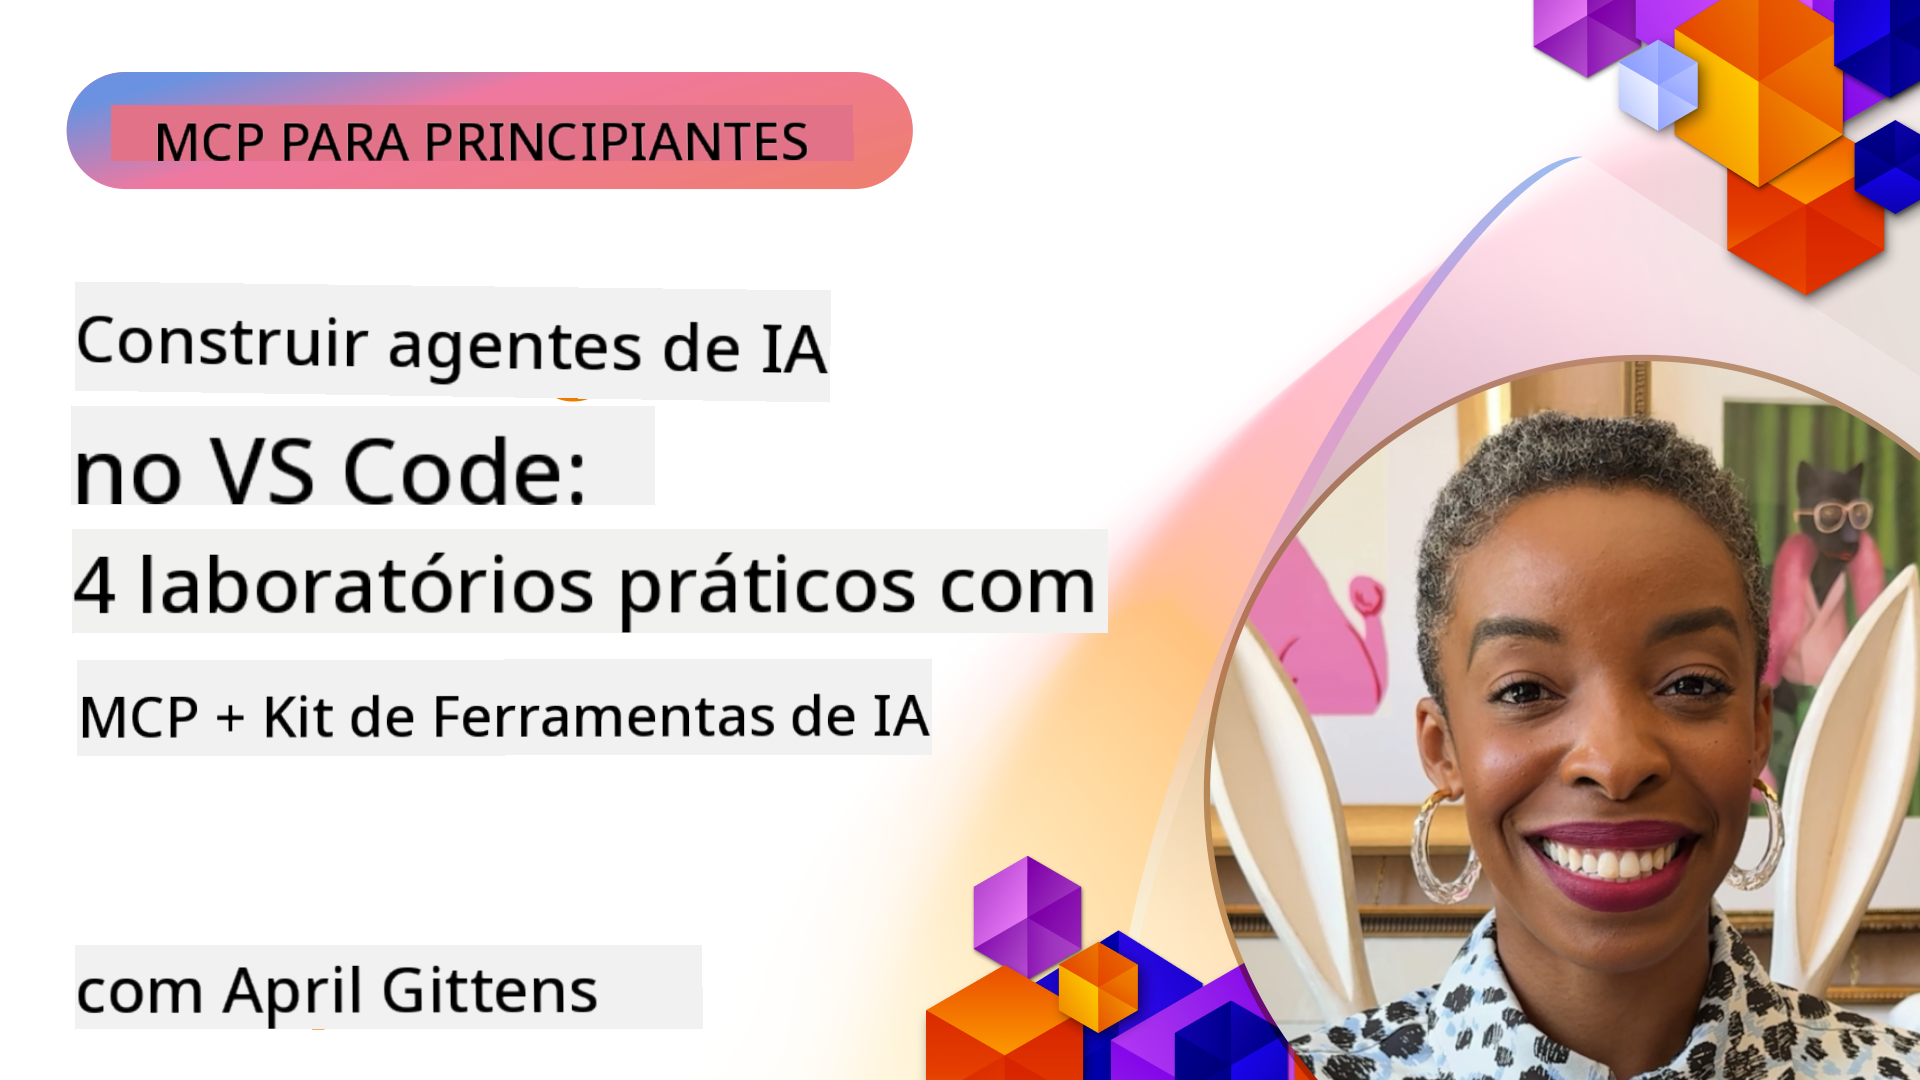 MCP PARA PRINCIPIANTES
Construir agentes de IA
no VS Code:
4 laboratórios práticos com
MCP + Kit de Ferramentas de IA
com April Gittens